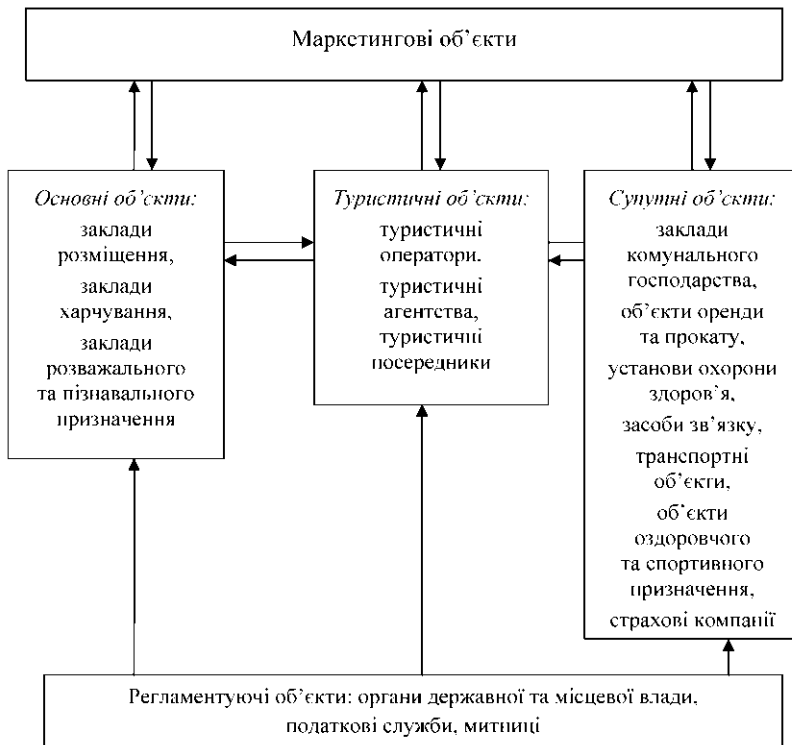 Маркетингові об’єкти
Основні об’єкти:
заклади
розміщення,
заклади
харчування,
заклади
розважального
та пізнавального
призначення
Туристичні об’єкти:
туристичні
оператори.
туристичні
агентства,
туристичні
посередники
Супутні об’єкти:
заклади
комунального
господарства,
об’єкти оренди
та прокату,
установи охорони
здоров’я,
засоби зв’язку,
транспортні
об’єкти,
об’єкти
оздоровчого
та спортивного
призначення,
страхові компанії
Регламентуючі об’єкти: органи державної та місцевої влади,
податкові служби, митниці